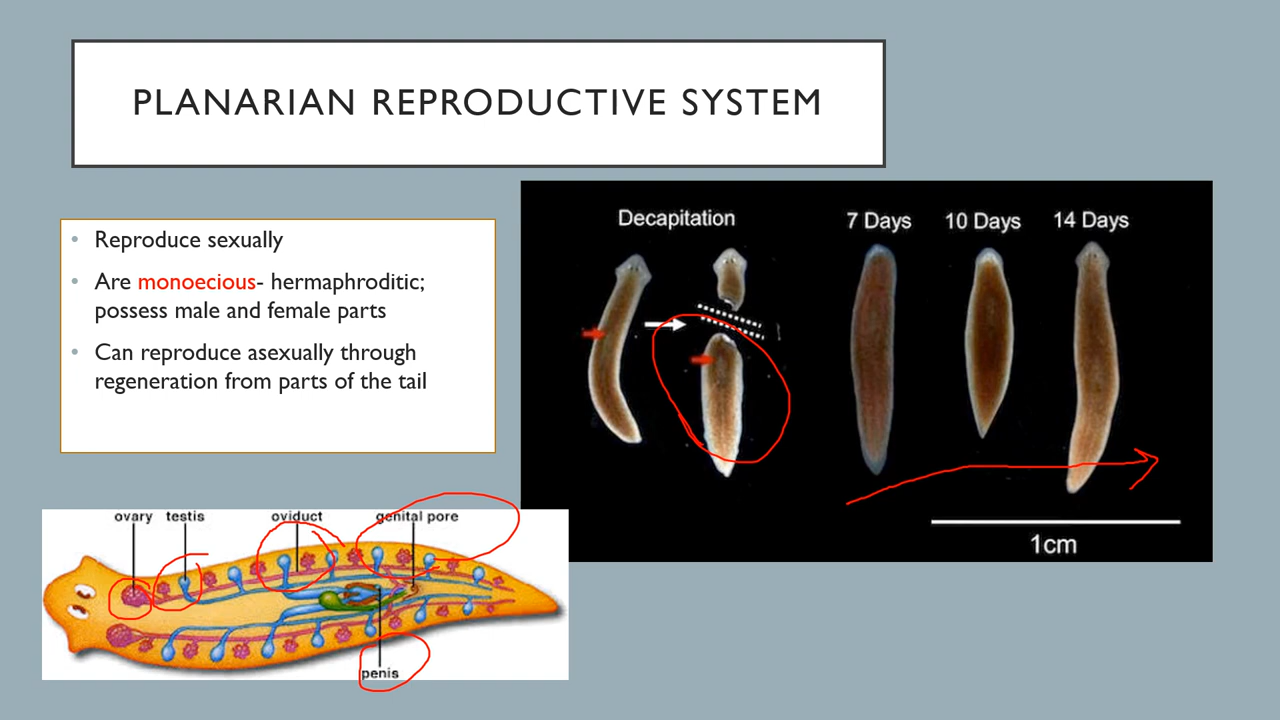 PLANARIAN REPRODUCTIVE SYSTEM
• Reproduce sexually
• Are monoecious- hermaphroditic;
possess male and female parts
• Can reproduce asexually through
regeneration from parts of the tail
Decapitation
7 Days
10 Days
14 Days
1cm
ovary
testis
oviduct
genital pore
penis